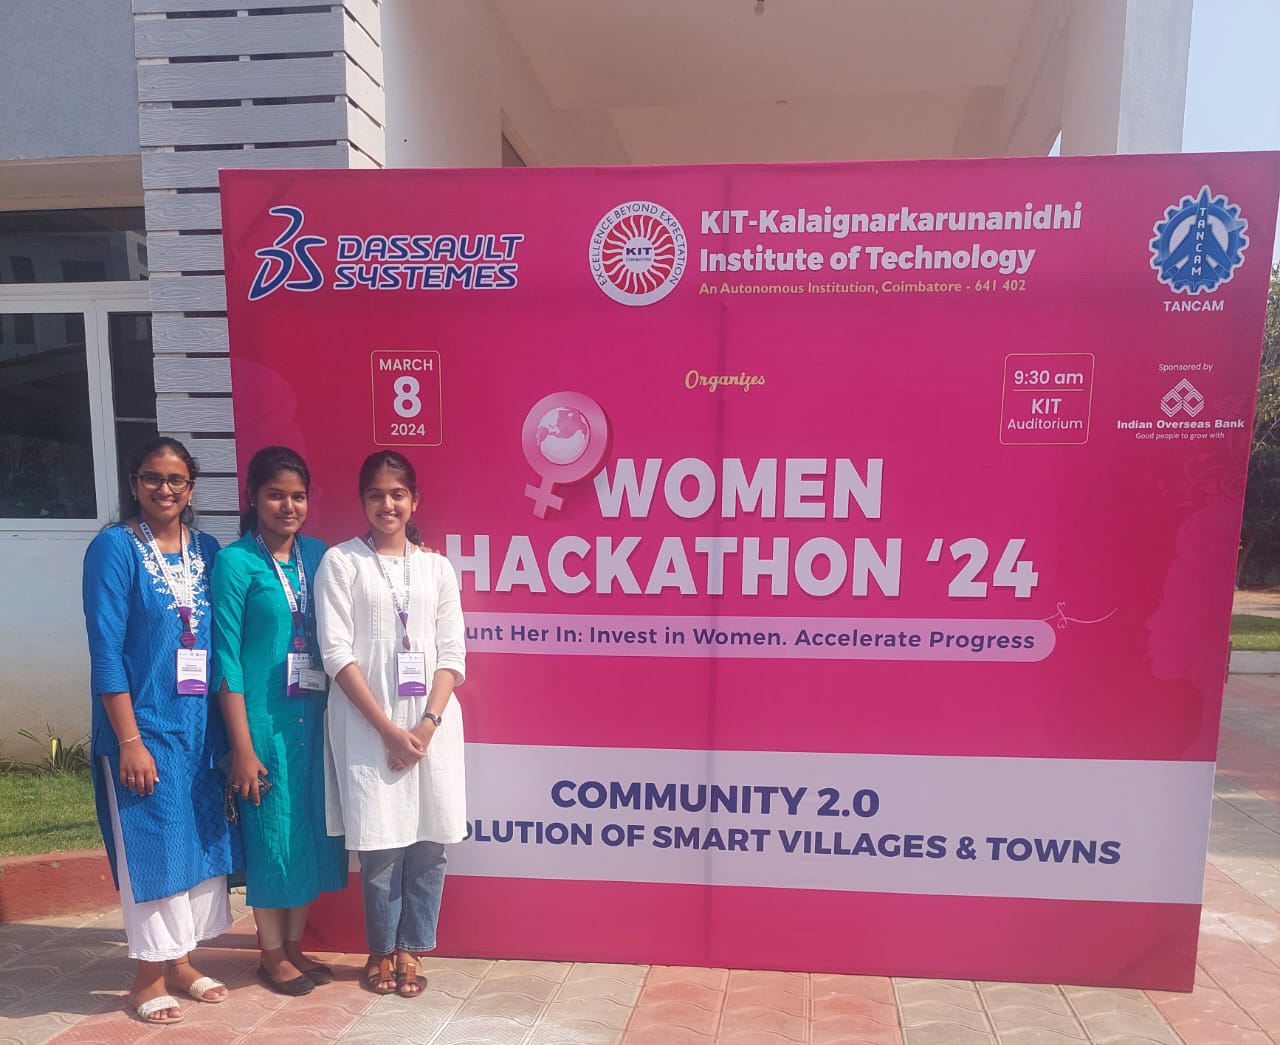 DASSAULT
SYSTEMES
EXCELLENCE BEYOND EXPECTATION
KIT
COIMBATORE
KIT-Kalaignarkarunanidhi
Institute of Technology
An Autonomous Institution, Coimbatore - 641 402
TANCAM
TANCAM
MARCH
8
2024
Organizes
9:30 am
KIT
Auditorium
Sponsored by
Indian Overseas Bank
Good people to grow with
WOMEN
HACKATHON ‘24
unt Her In: Invest in Women. Accelerate Progress
COMMUNITY 2.0
OLUTION OF SMART VILLAGES & TOWNS